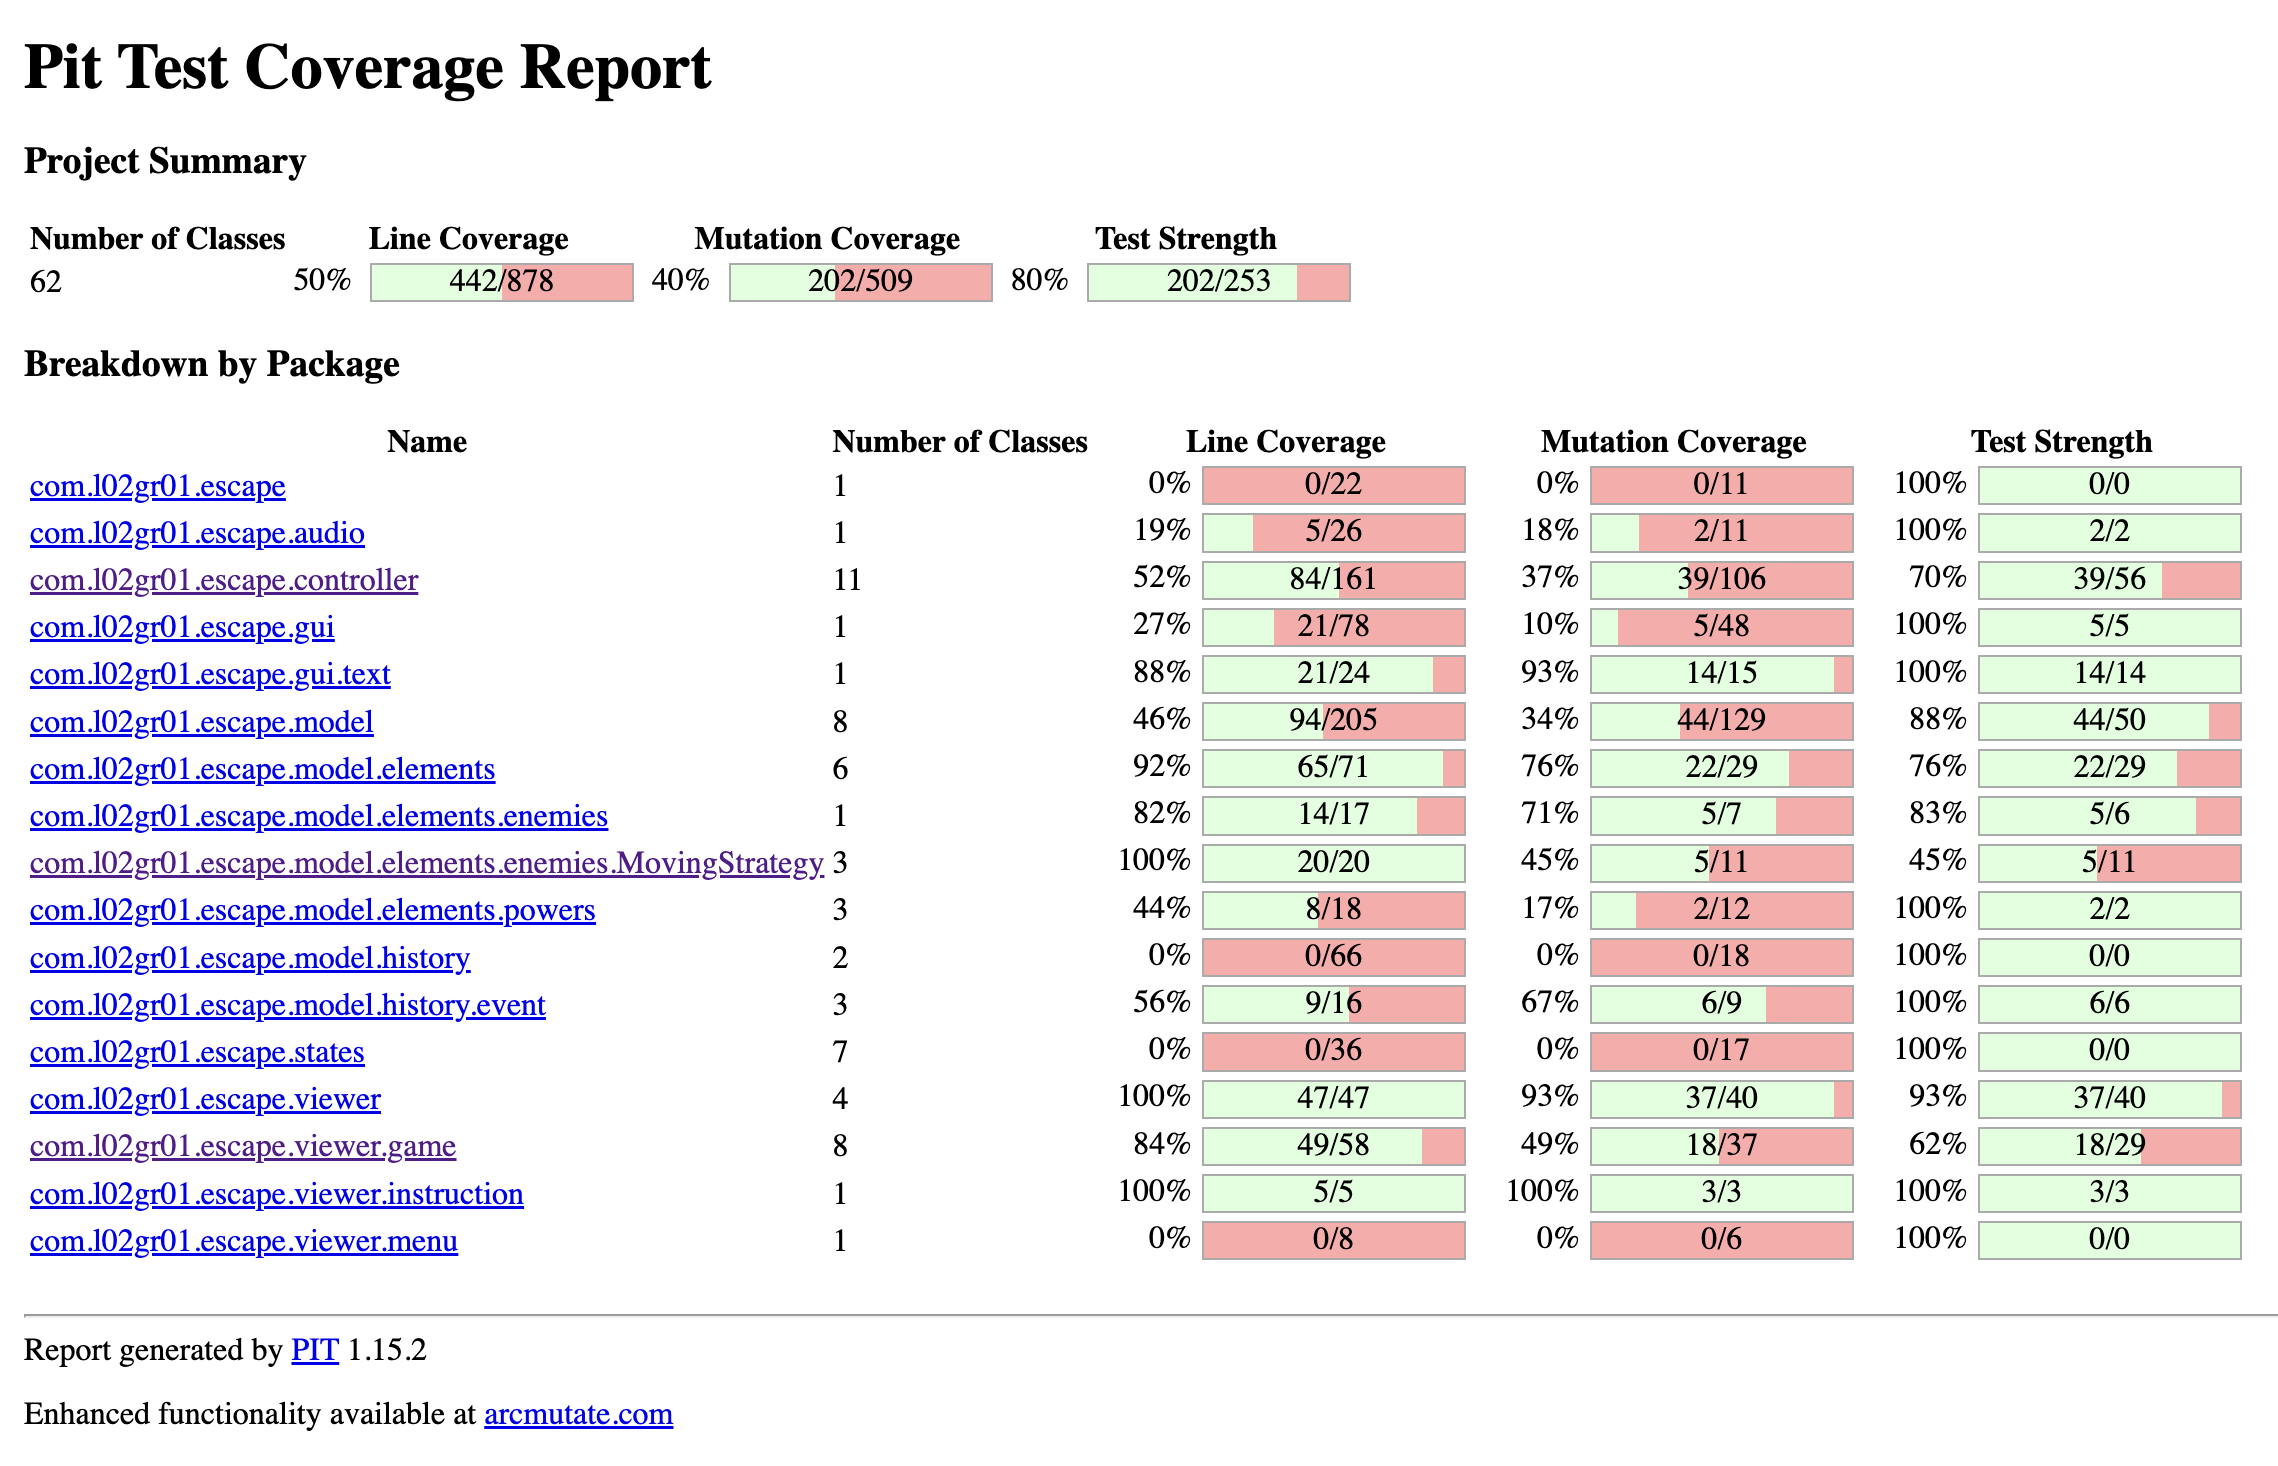 Pit Test Coverage Report
Project Summary
Number of Classes Line Coverage Mutation Coverage Test Strength
62 50% 442/878 40% 202/509 80% 202/253
Breakdown by Package
Name Number of Classes Line Coverage Mutation Coverage Test Strength
com.l02gr01.escape 1 0% 0/22 0% 0/11 100% 0/0
com.l02gr01.escape.audio 1 19% 5/26 18% 2/11 100% 2/2
com.l02gr01.escape.controller 11 52% 84/161 37% 39/106 70% 39/56
com.l02gr01.escape.gui 1 27% 21/78 10% 5/48 100% 5/5
com.l02gr01.escape.gui.text 1 88% 21/24 93% 14/15 100% 14/14
com.l02gr01.escape.model 8 46% 94/205 34% 44/129 88% 44/50
com.l02gr01.escape.model.elements 6 92% 65/71 76% 22/29 76% 22/29
com.l02gr01.escape.model.elements.enemies 1 82% 14/17 71% 5/7 83% 5/6
com.l02gr01.escape.model.elements.enemies.MovingStrategy 3 100% 20/20 45% 5/11 45% 5/11
com.l02gr01.escape.model.elements.powers 3 44% 8/18 17% 2/12 100% 2/2
com.l02gr01.escape.model.history 2 0% 0/66 0% 0/18 100% 0/0
com.l02gr01.escape.model.history.event 3 56% 9/16 67% 6/9 100% 6/6
com.l02gr01.escape.states 7 0% 0/36 0% 0/17 100% 0/0
com.l02gr01.escape.viewer 4 100% 47/47 93% 37/40 93% 37/40
com.l02gr01.escape.viewer.game 8 84% 49/58 49% 18/37 62% 18/29
com.l02gr01.escape.viewer.instruction 1 100% 5/5 100% 3/3 100% 3/3
com.l02gr01.escape.viewer.menu 1 0% 0/8 0% 0/6 100% 0/0
Report generated by PIT 1.15.2
Enhanced functionality available at arcmutate.com